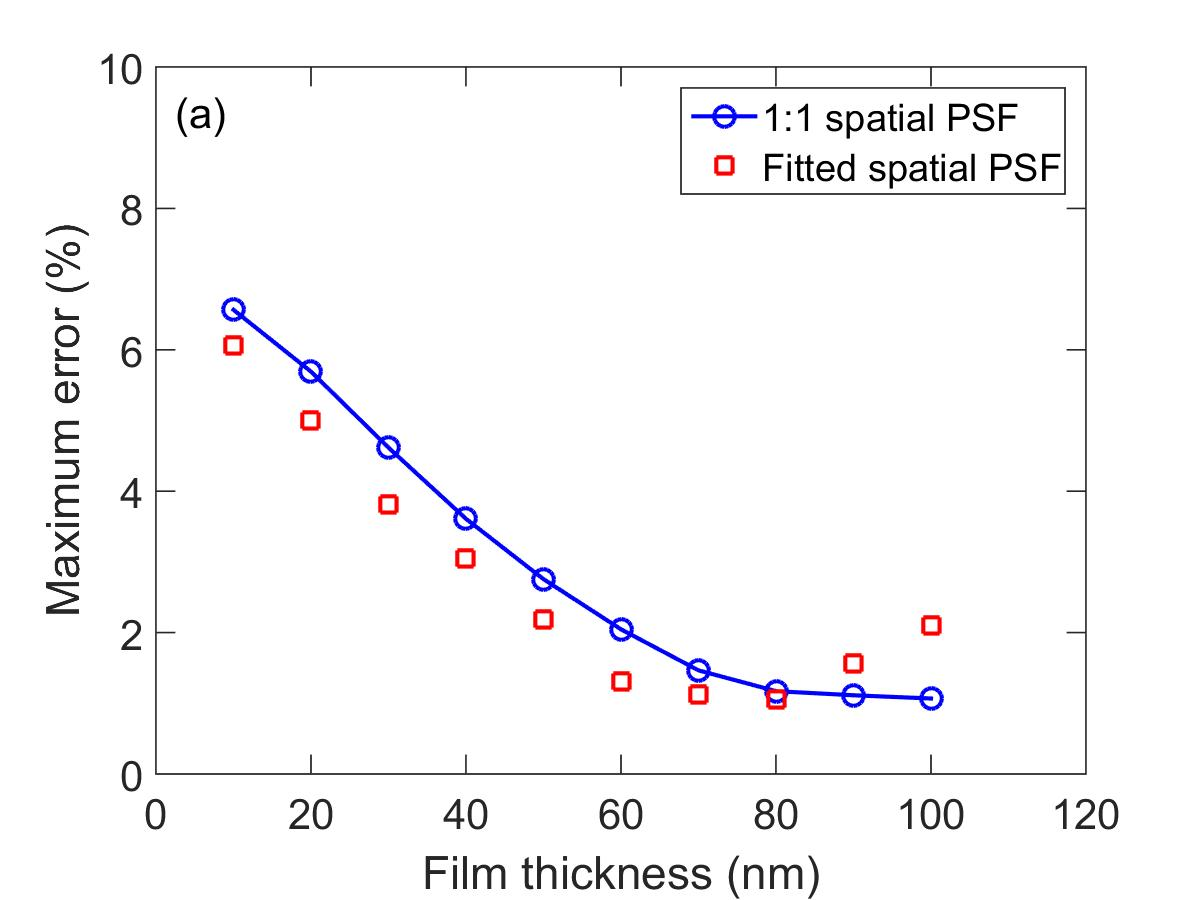 (a)
1:1 spatial PSF
Fitted spatial PSF
Maximum error (%)
10
8
6
4
2
0
0 20 40 60 80 100 120
Film thickness (nm)